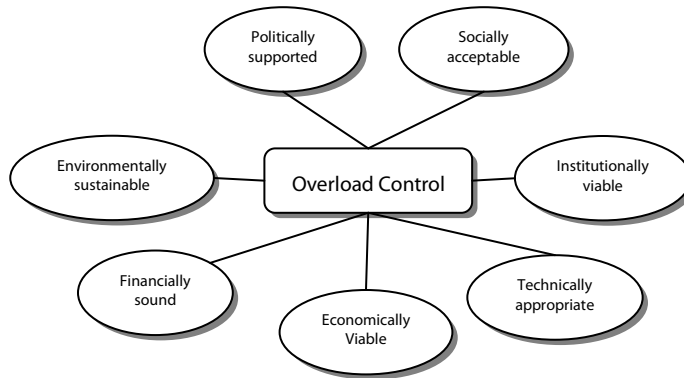 Politically
supported
Socially
acceptable
Environmentally
sustainable
Overload Control
Institutionally
viable
Financially
sound
Economically
Viable
Technically
appropriate